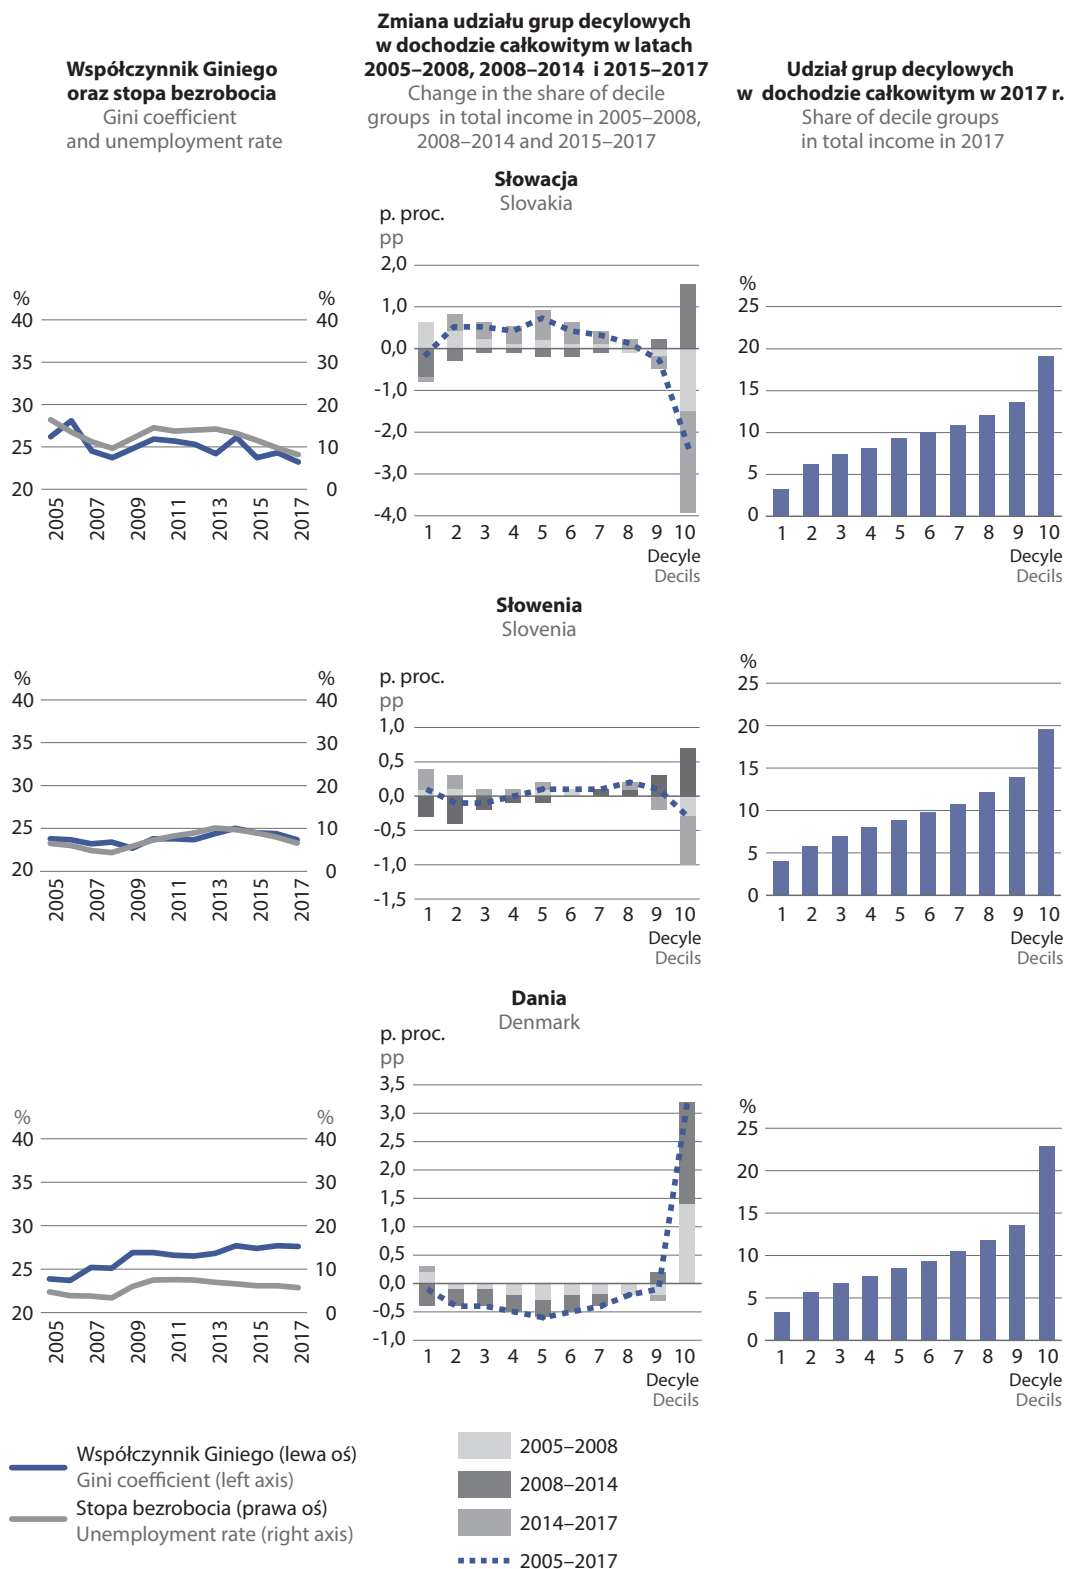 Współczynnik Giniego
oraz stopa bezrobocia
Gini coefficient
and unemployment rate
Zmiana udziału grup decylowych
w dochodzie całkowitym w latach
2005–2008, 2008–2014 i 2015–2017
Change in the share of decile
groups in total income in 2005–2008,
2008–2014 and 2015–2017
Udział grup decylowych
w dochodzie całkowitym w 2017 r.
Share of decile groups
in total income in 2017
Słowacja
Slovakia
% %
40 40
35 30
30 20
25 10
20 0
2005 2007 2009 2011 2013 2015 2017
p. proc.
pp
2,0
1,0
0,0
-1,0
-2,0
-3,0
-4,0
1 2 3 4 5 6 7 8 9 10
Decyle
Decils
%
25
20
15
10
5
0
1 2 3 4 5 6 7 8 9 10
Decyle
Decils
Słowenia
Slovenia
% %
40 40
35 30
30 20
25 10
20 0
2005 2007 2009 2011 2013 2015 2017
p. proc.
pp
1,0
0,5
0,0
-0,5
-1,0
-1,5
1 2 3 4 5 6 7 8 9 10
Decyle
Decils
%
25
20
15
10
5
0
1 2 3 4 5 6 7 8 9 10
Decyle
Decils
Dania
Denmark
% %
40 40
35 30
30 20
25 10
20 0
2005 2007 2009 2011 2013 2015 2017
p. proc.
pp
3,5
3,0
2,5
2,0
1,5
1,0
0,5
0,0
-0,5
-1,0
1 2 3 4 5 6 7 8 9 10
Decyle
Decils
%
25
20
15
10
5
0
1 2 3 4 5 6 7 8 9 10
Decyle
Decils
Współczynnik Giniego (lewa oś)
Gini coefficient (left axis)
Stopa bezrobocia (prawa oś)
Unemployment rate (right axis)
2005–2008
2008–2014
2014–2017
2005–2017